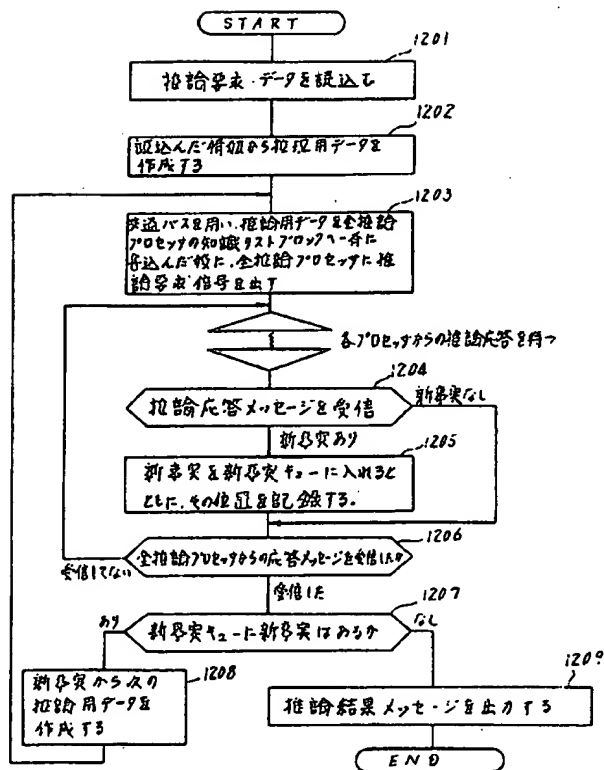 START
1201
推論要求・データを読込む
1202
読込んだ情報から推論用データを
作成する
1203
共通バスを用い、推論用データを全推論
プロセッサの知識リストブロックへ一斉に
書込んだ後に、全推論プロセッサに推
論要求信号を出す
各プロセッサからの推論応答を待つ
1204
推論応答メッセージを受信
新事実なし
新事実あり
1205
新事実を新事実キューに入れると
ともに、その位置を記録する。
1206
全推論プロセッサからの応答メッセージを受信したか
受信してない
受信した
1207
あり
新事実キューに新事実はあるか
なし
1208
新事実から次の
推論用データを
作成する
1209
推論結果メッセージを出力する
END